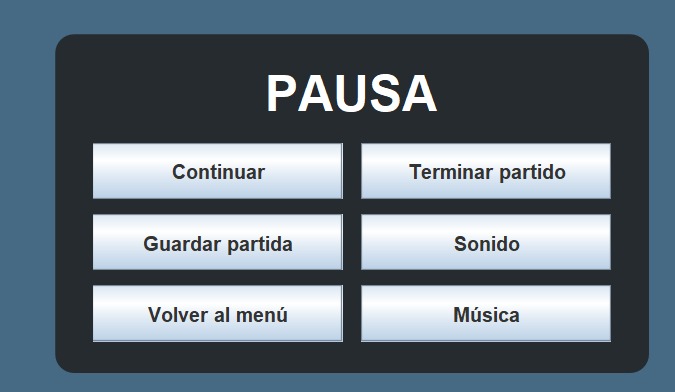 PAUSA
Continuar
Terminar partido
Guardar partida
Sonido
Volver al menú
Música